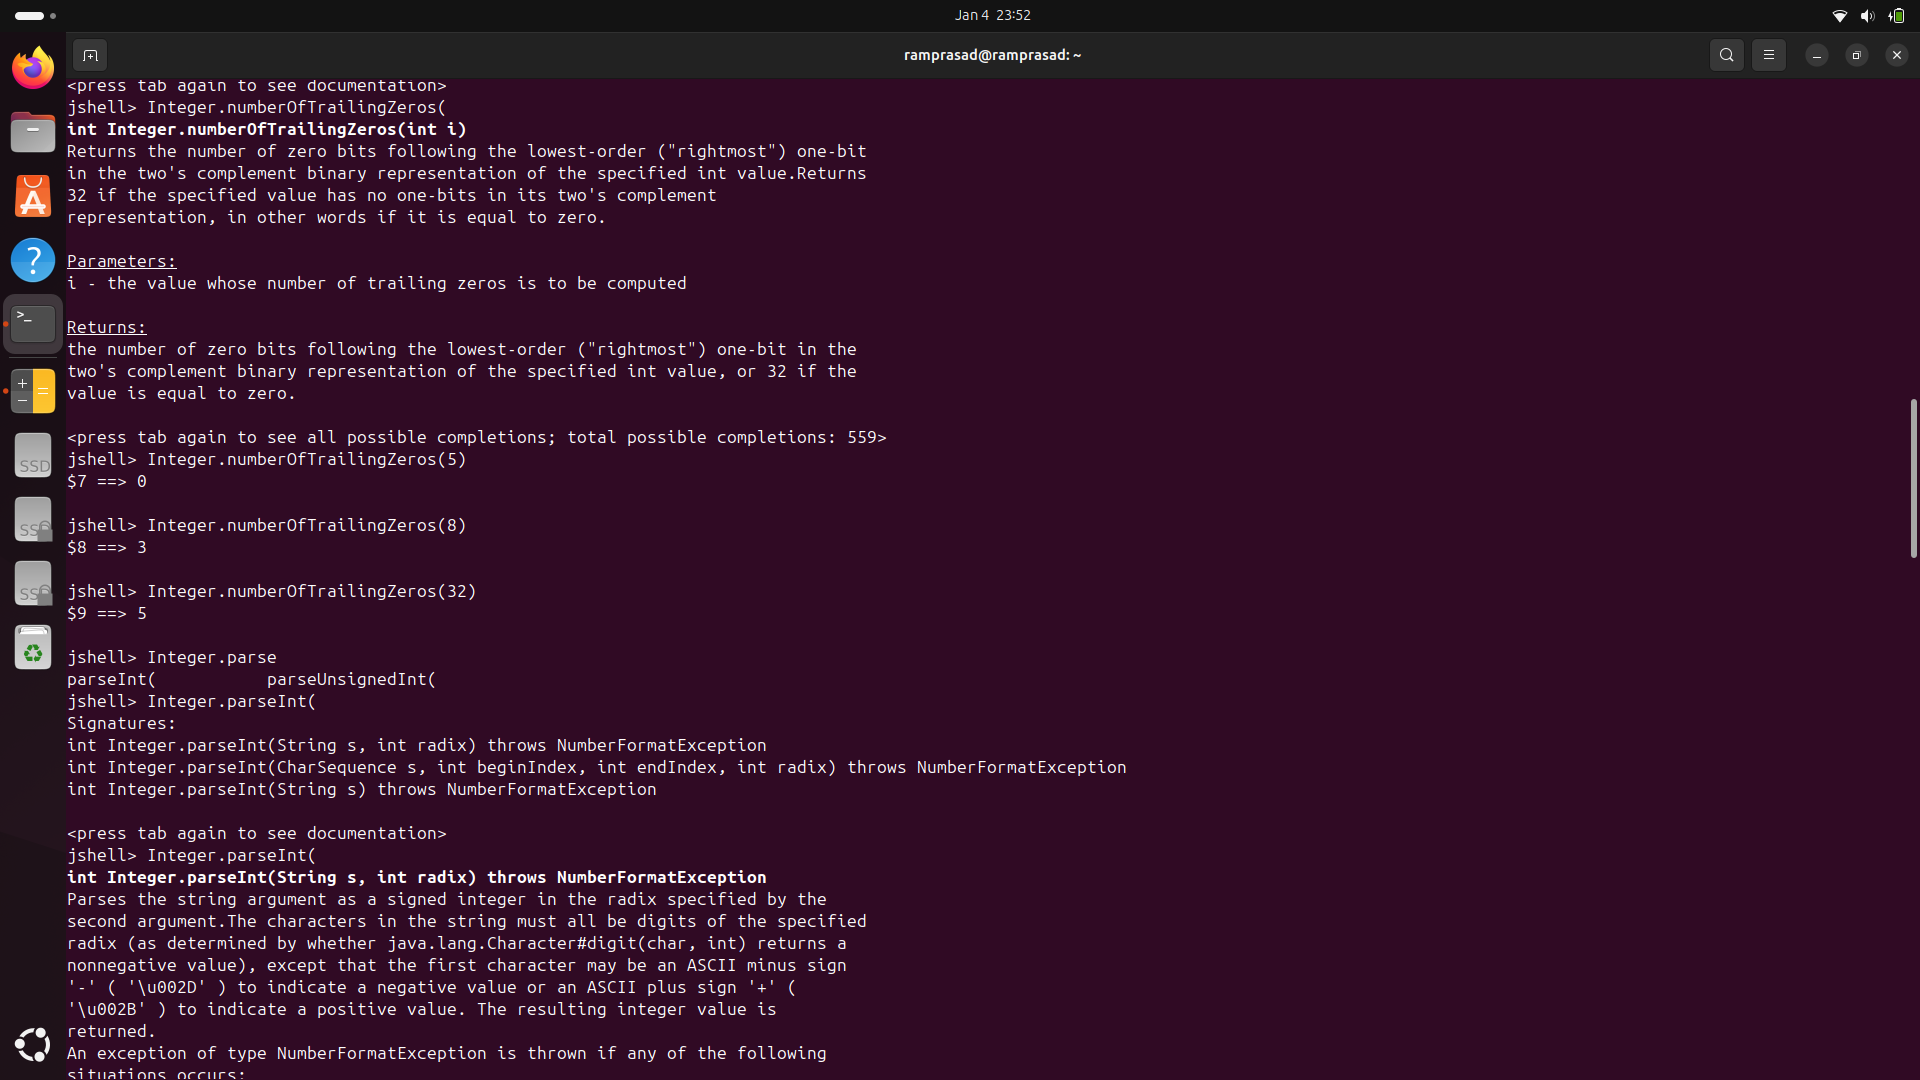 Jan 4 23:52
ramprasad@ramprasad: ~
<press tab again to see documentation>
jshell> Integer.numberOfTrailingZeros(
int Integer.numberOfTrailingZeros(int i)
Returns the number of zero bits following the lowest-order ("rightmost") one-bit
in the two's complement binary representation of the specified int value.Returns
32 if the specified value has no one-bits in its two's complement
representation, in other words if it is equal to zero.
Parameters:
i - the value whose number of trailing zeros is to be computed
Returns:
the number of zero bits following the lowest-order ("rightmost") one-bit in the
two's complement binary representation of the specified int value, or 32 if the
value is equal to zero.
<press tab again to see all possible completions; total possible completions: 559>
jshell> Integer.numberOfTrailingZeros(5)
$7 ==> 0
jshell> Integer.numberOfTrailingZeros(8)
$8 ==> 3
jshell> Integer.numberOfTrailingZeros(32)
$9 ==> 5
jshell> Integer.parse
parseInt(           parseUnsignedInt(
jshell> Integer.parseInt(
Signatures:
int Integer.parseInt(String s, int radix) throws NumberFormatException
int Integer.parseInt(CharSequence s, int beginIndex, int endIndex, int radix) throws NumberFormatException
int Integer.parseInt(String s) throws NumberFormatException
<press tab again to see documentation>
jshell> Integer.parseInt(
int Integer.parseInt(String s, int radix) throws NumberFormatException
Parses the string argument as a signed integer in the radix specified by the
second argument.The characters in the string must all be digits of the specified
radix (as determined by whether java.lang.Character#digit(char, int) returns a
nonnegative value), except that the first character may be an ASCII minus sign
'-' ( '\u002D' ) to indicate a negative value or an ASCII plus sign '+' (
'\u002B' ) to indicate a positive value. The resulting integer value is
returned.
An exception of type NumberFormatException is thrown if any of the following
situations occurs:
SSD
SSD
SSD